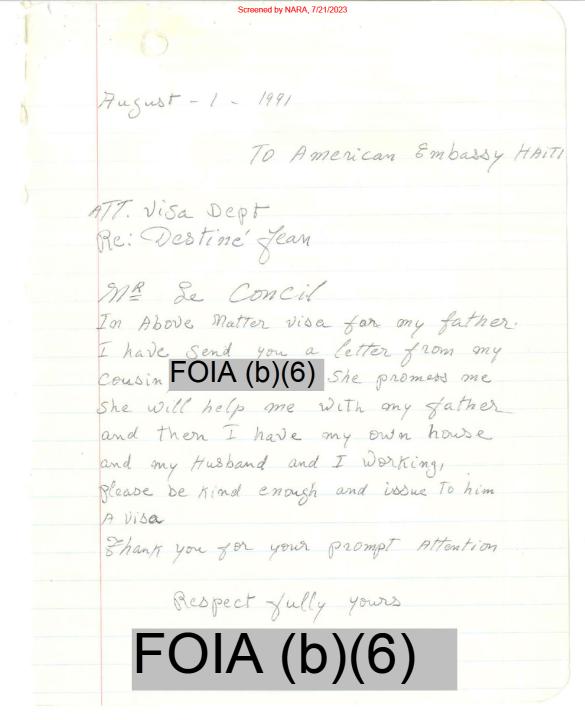 Screened by NARA, 7/21/2023
August - 1 - 1991
To American Embassy HAITI
ATT. Visa Dept
Re: Destiné Jean
MR Le Concil
In Above Matter visa for my father.
I have send you a letter from my
cousin, FOIA (b)(6) She promess me
she will help me with my father
and then I have my own house
and my Husband and I working,
please be kind enough and issue To him
A visa
Thank you for your prompt Attention
Respect fully yours
FOIA (b)(6)